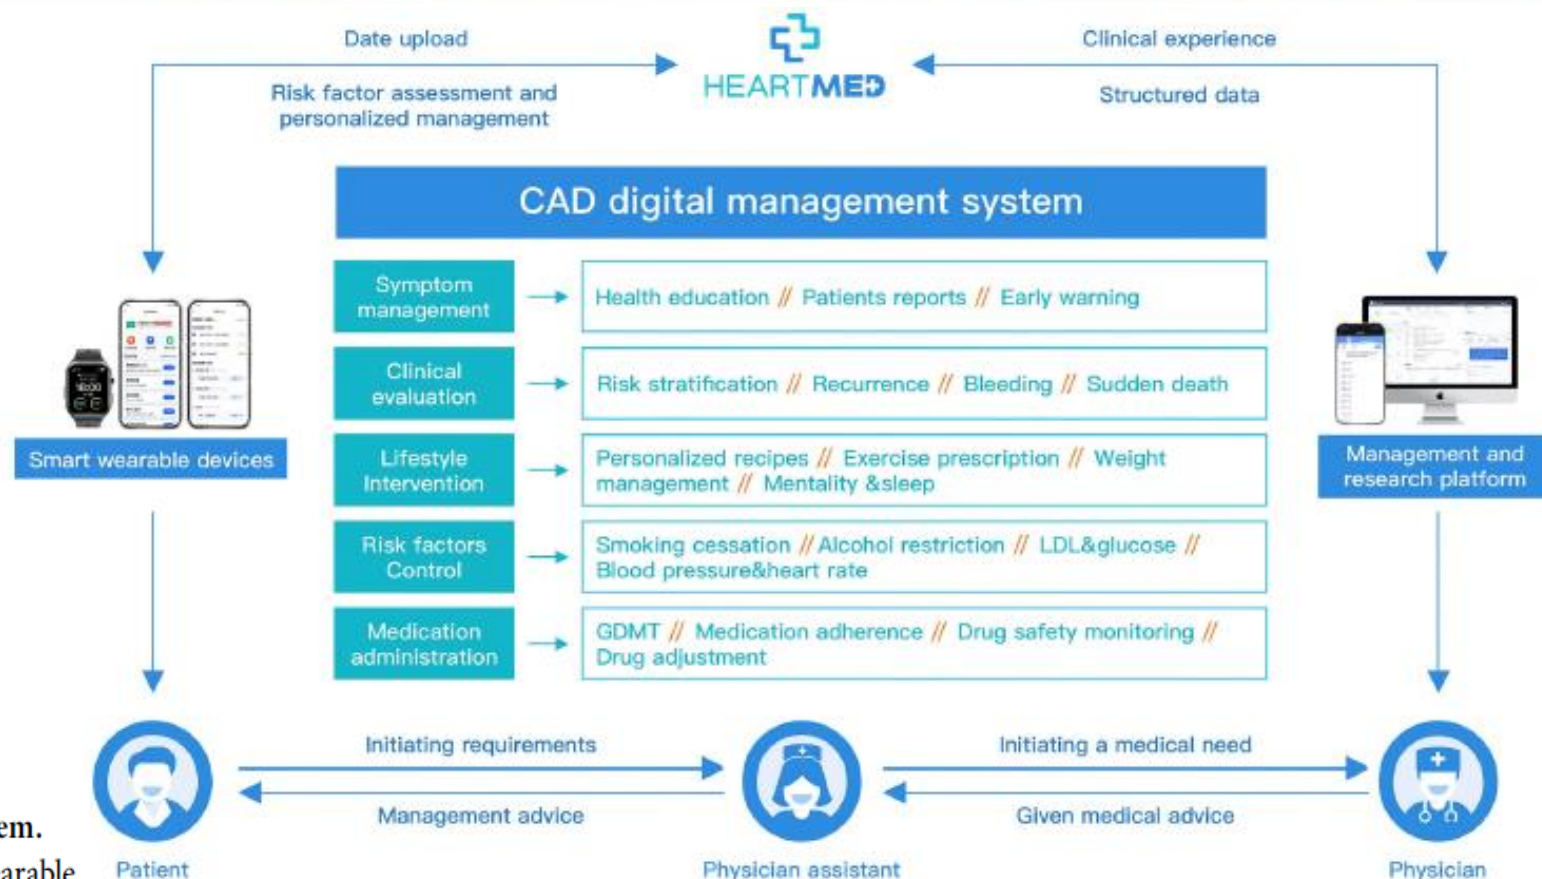 Date upload
Risk factor assessment and
personalized management
HEARTMED
Clinical experience
Structured data
CAD digital management system
Symptom
management
Health education // Patients reports // Early warning
Clinical
evaluation
Risk stratification // Recurrence // Bleeding // Sudden death
Lifestyle
Intervention
Personalized recipes // Exercise prescription // Weight
management // Mentality &sleep
Risk factors
Control
Smoking cessation //Alcohol restriction // LDL&glucose //
Blood pressure&heart rate
Medication
administration
GDMT // Medication adherence // Drug safety monitoring //
Drug adjustment
Smart wearable devices
Management and
research platform
Initiating requirements
Management advice
Initiating a medical need
Given medical advice
Patient
Physician assistant
Physician
em.
arable